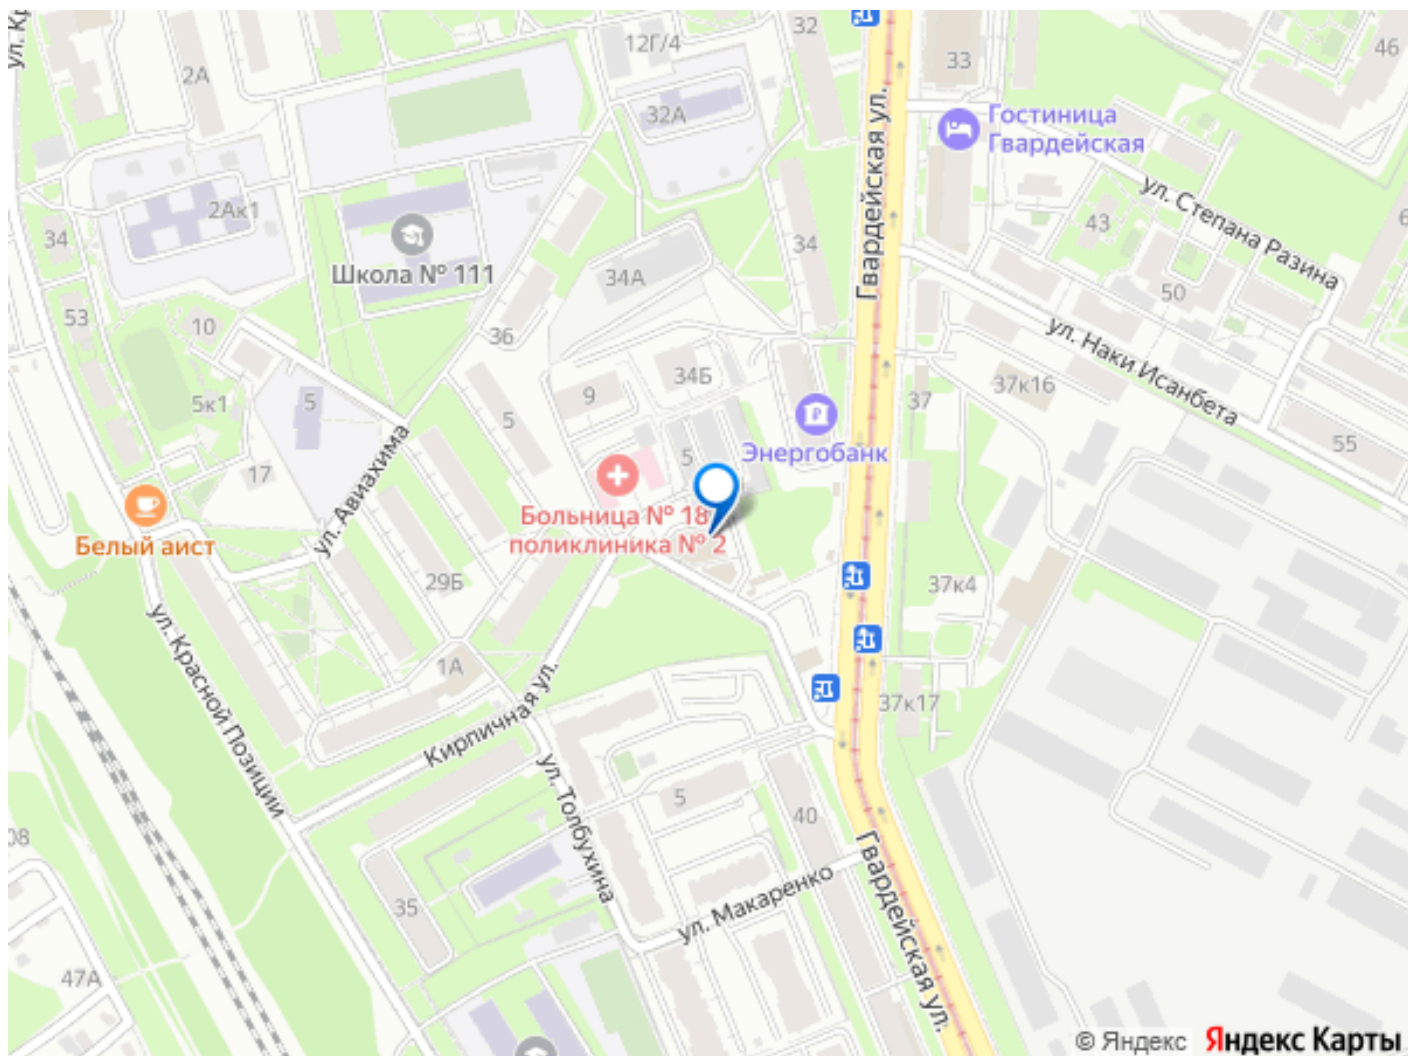 ул. Кр
2А
12Г/4
32
33
46
32А
Гвардейская ул.
Гостиница
Гвардейская
ул. Степана Разина
2Ак1
34
Школа № 111
34А
34
43
6
50
53
10
36
ул. Наки Исанбета
34Б
9
5
5к1
5
37
37к16
55
Энергобанк
17
ул. Авиахима
5
Белый аист
Больница № 18
поликлиника № 2
29Б
37к4
1А
ул. Красной Позиции
Кирпичная ул.
37к17
ул. Толбухина
5
40
08
35
ул. Макаренко
Гвардейская ул.
47А
© Яндекс Яндекс Карты